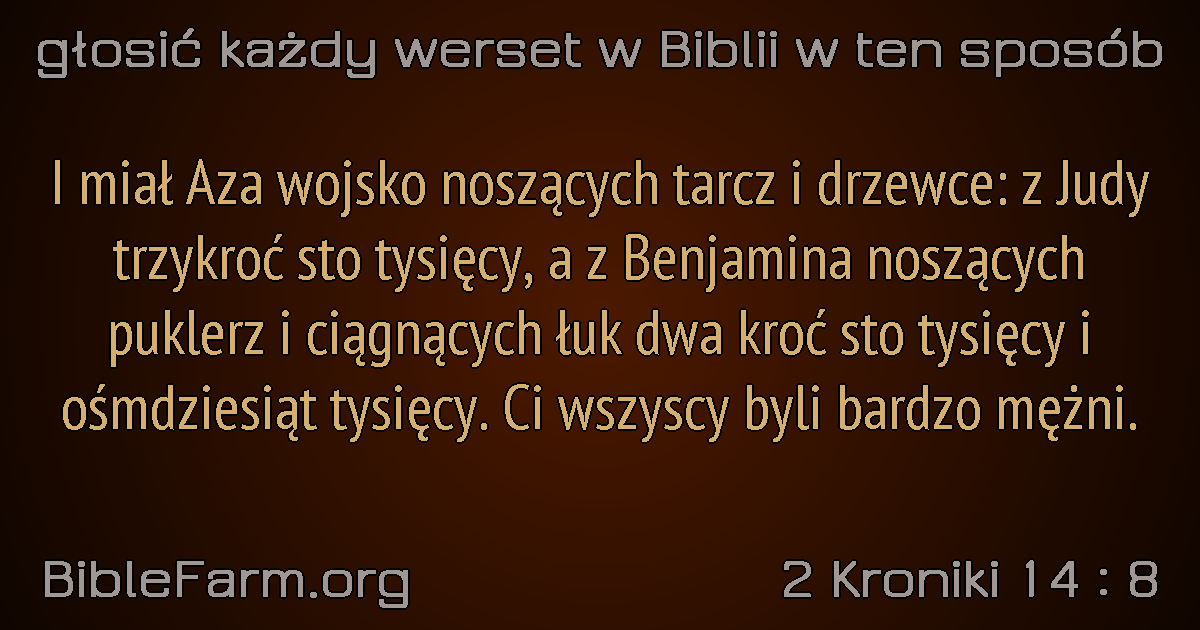 głosić każdy werset w Biblii w ten sposób
I miał Aza wojsko noszących tarcz i drzewce: z Judy
trzykroć sto tysięcy, a z Benjamina noszących
puklerz i ciągnących łuk dwa kroć sto tysięcy i
ośmdziesiąt tysięcy. Ci wszyscy byli bardzo mężni.
BibleFarm.org
2 Kroniki 14 : 8